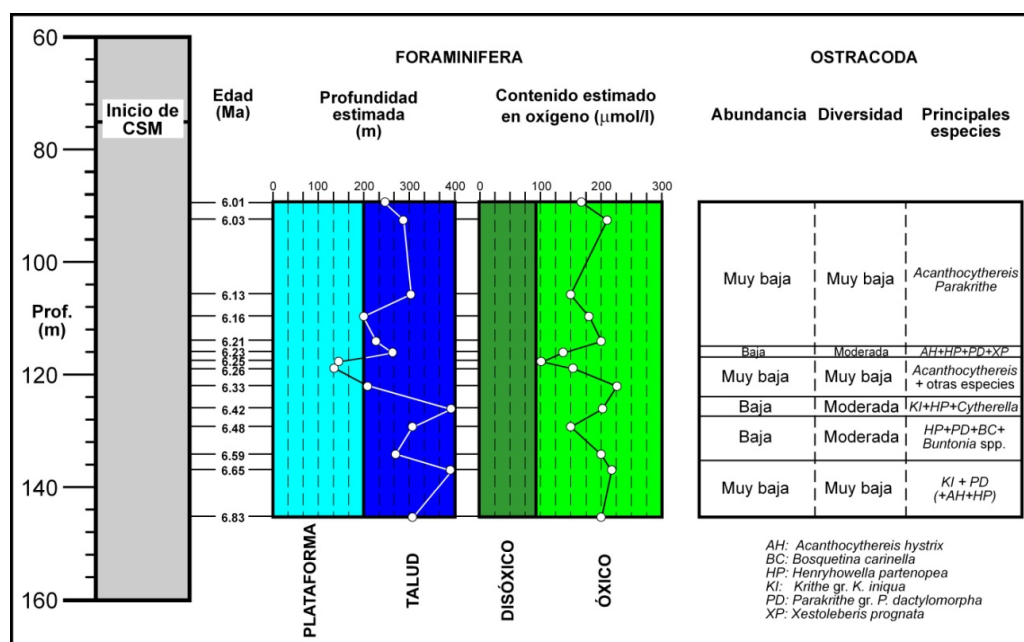 FORAMINIFERA
OSTRACODA
60
80
100
120
140
160
Prof.
(m)
Inicio de
CSM
Edad
(Ma)
Profundidad
estimada
(m)
Contenido estimado
en oxígeno (μmol/l)
Abundancia
Diversidad
Principales
especies
0 100 200 300 400
0 100 200 300
6.01
6.03
6.13
6.16
6.21
6.23
6.25
6.26
6.33
6.42
6.48
6.59
6.65
6.83
PLATAFORMA
TALUD
DISÓXICO
ÓXICO
Muy baja Muy baja Acanthocythereis
Parakrithe
Baja Moderada AH+HP+PD+XP
Muy baja Muy baja Acanthocythereis
+ otras especies
Baja Moderada KI+HP+Cytherella
Baja Moderada HP+PD+BC+
Buntonia spp.
Muy baja Muy baja KI + PD
(+AH+HP)
AH: Acanthocythereis hystrix
BC: Bosquetina carinella
HP: Henryhowella partenopea
KI: Krithe gr. K. iniqua
PD: Parakrithe gr. P. dactylomorpha
XP: Xestoleberis prognata